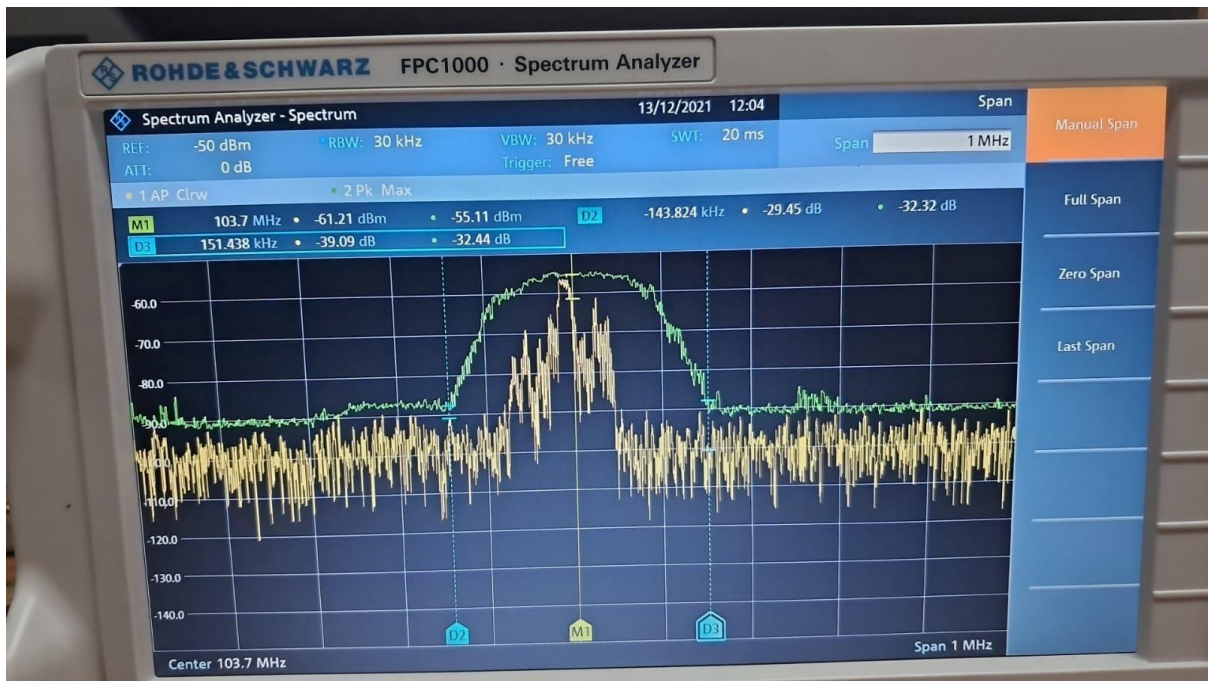 ROHDE&SCHWARZ FPC1000 · Spectrum Analyzer
Spectrum Analyzer - Spectrum 13/12/2021 12:04 Span
REF: -50 dBm RBW: 30 kHz VBW: 30 kHz SWT: 20 ms Span 1 MHz
ATT: 0 dB Trigger: Free
1 AP Clrw 2 Pk Max
M1 103.7 MHz -61.21 dBm -55.11 dBm D2 -143.824 kHz -29.45 dB -32.32 dB
D3 151.438 kHz -39.09 dB -32.44 dB
Manual Span
Full Span
Zero Span
Last Span
-60.0
-70.0
-80.0
-90.0
-100.0
-110.0
-120.0
-130.0
-140.0
D2 M1 D3
Center 103.7 MHz Span 1 MHz